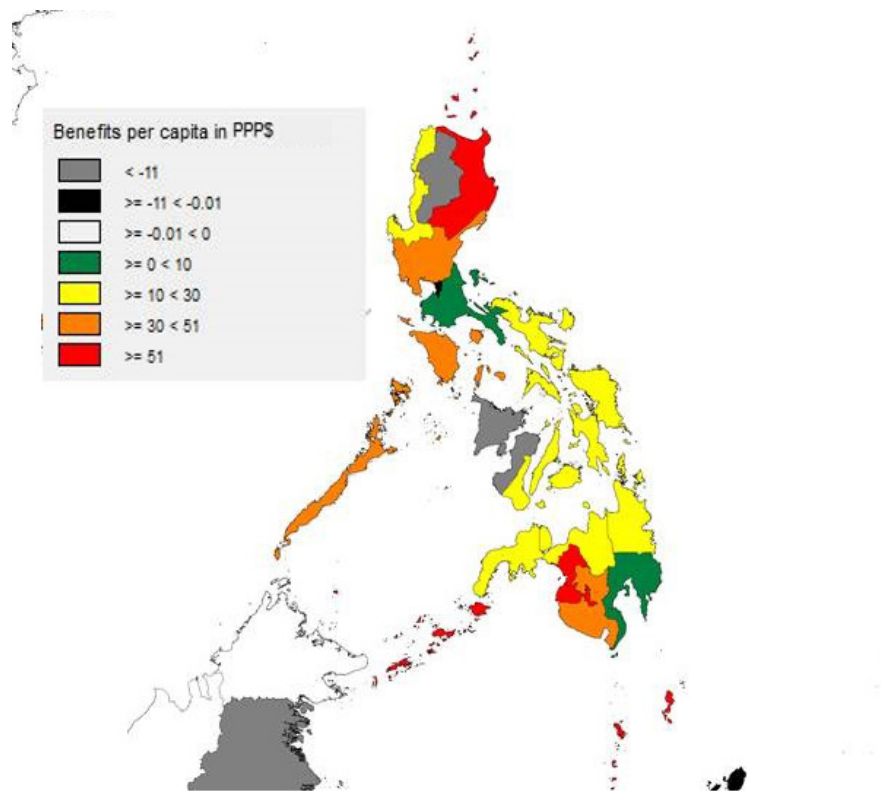 Benefits per capita in PPP$
< -11
>= -11 < -0.01
>= -0.01 < 0
>= 0 < 10
>= 10 < 30
>= 30 < 51
>= 51